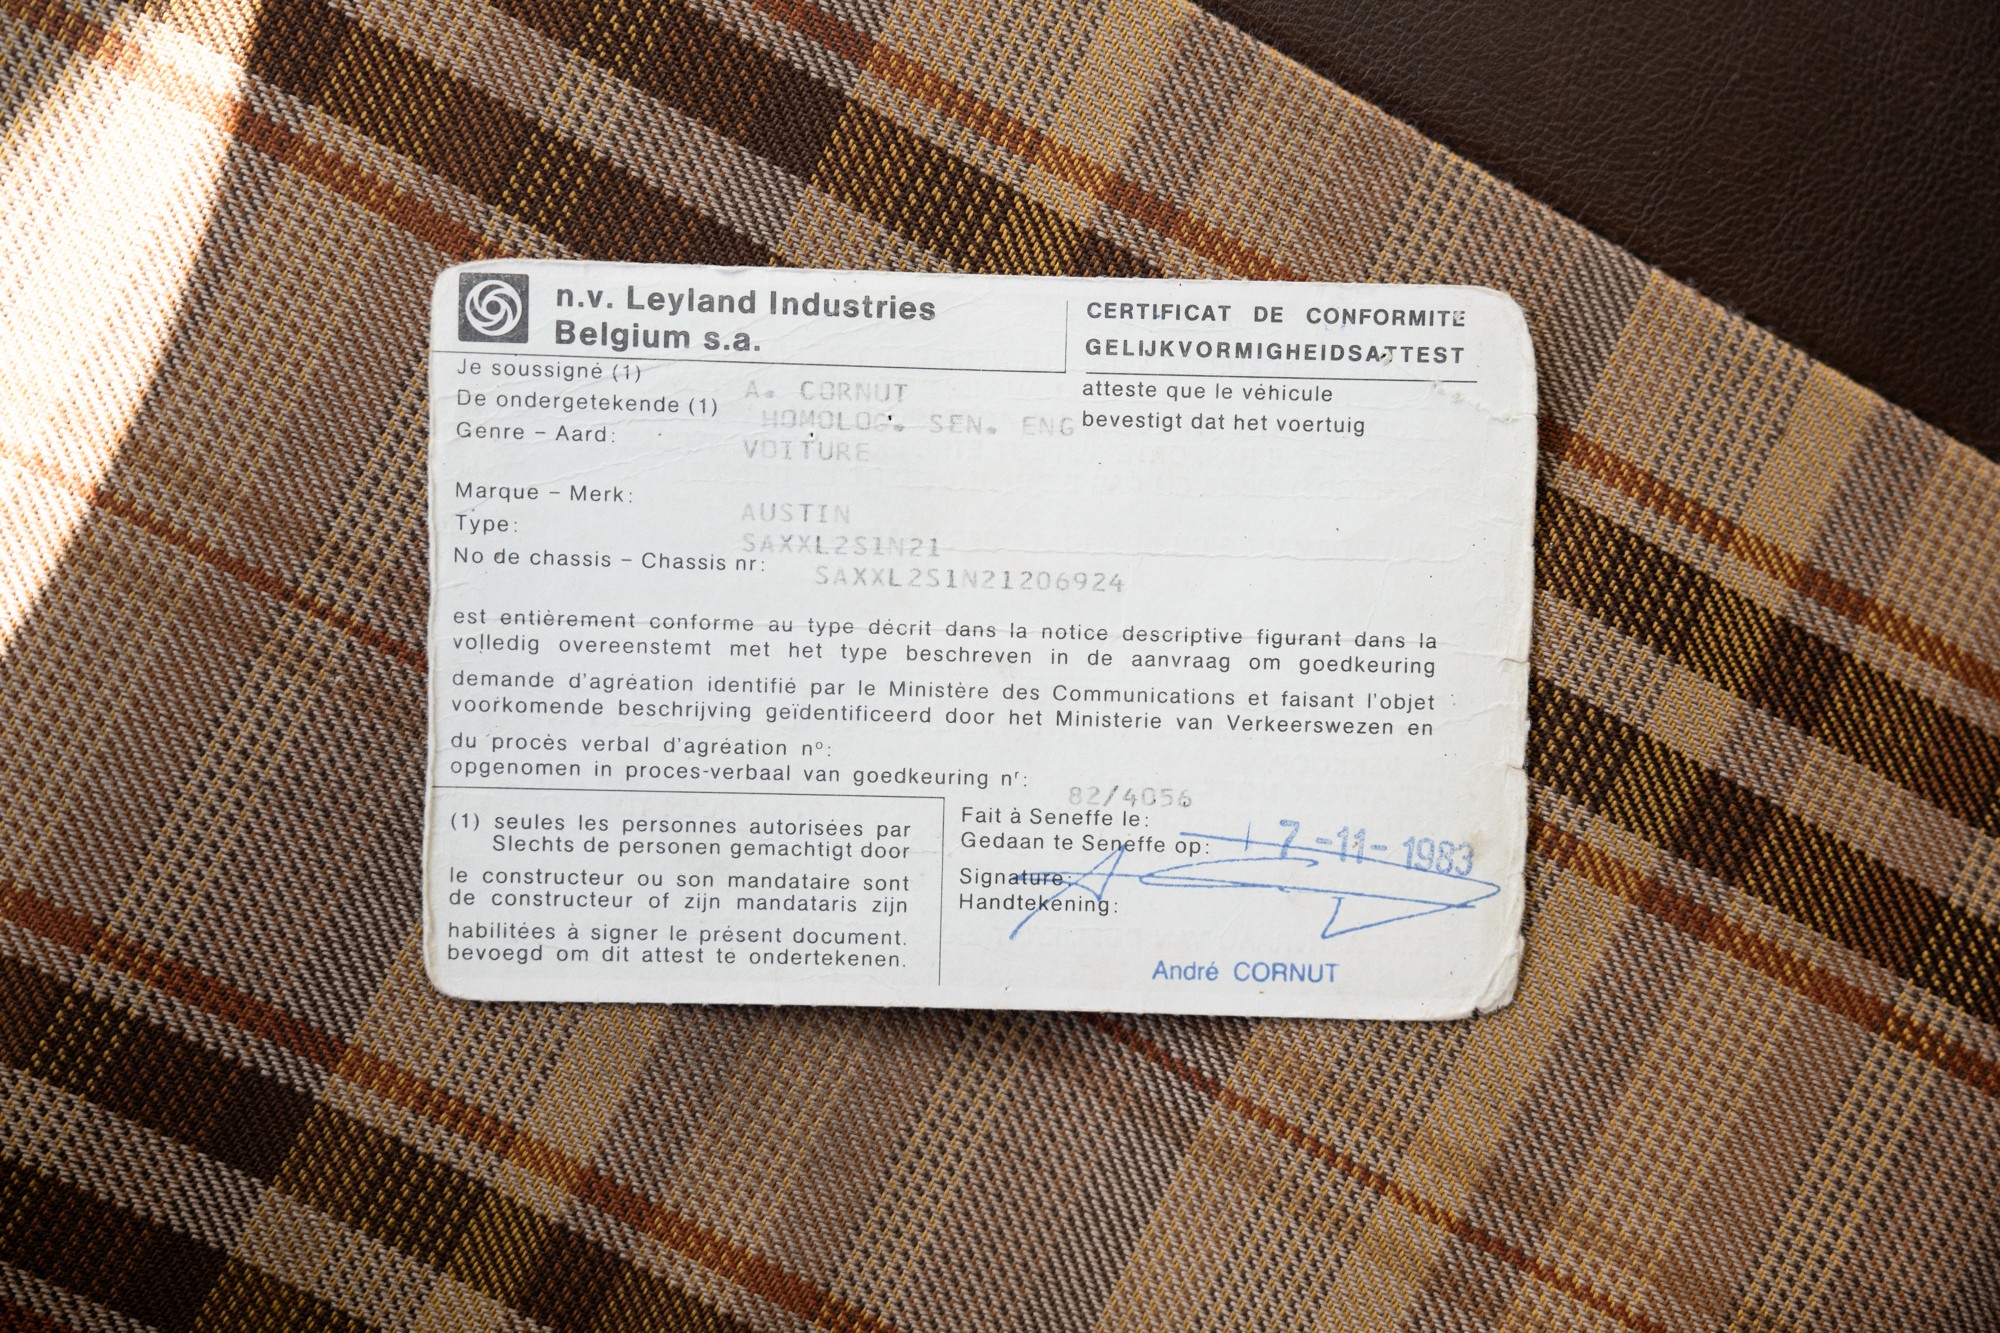 n.v. Leyland Industries
Belgium s.a.
CERTIFICAT DE CONFORMITE
GELIJKVORMIGHEIDSATTEST
Je soussigné (1)
De ondergetekende (1)
A. CORNUT
HOMOLOG. SEN. ENG
atteste que le véhicule
bevestigt dat het voertuig
Genre – Aard:
VOITURE
Marque – Merk:
AUSTIN
Type:
SAXXL2S1N21
No de chassis – Chassis nr:
SAXXL2S1N21206924
est entièrement conforme au type décrit dans la notice descriptive figurant dans la
volledig overeenstemt met het type beschreven in de aanvraag om goedkeuring
demande d'agréation identifié par le Ministère des Communications et faisant l'objet
voorkomende beschrijving geïdentificeerd door het Ministerie van Verkeerswezen en
du procès verbal d'agréation nº:
opgenomen in proces-verbaal van goedkeuring nʳ:
82/4056
(1) seules les personnes autorisées par
Slechts de personen gemachtigd door
le constructeur ou son mandataire sont
de constructeur of zijn mandataris zijn
habilitées à signer le présent document.
bevoegd om dit attest te ondertekenen.
Fait à Seneffe le:
Gedaan te Seneffe op:
17 -11- 1983
Signature:
Handtekening:
André CORNUT